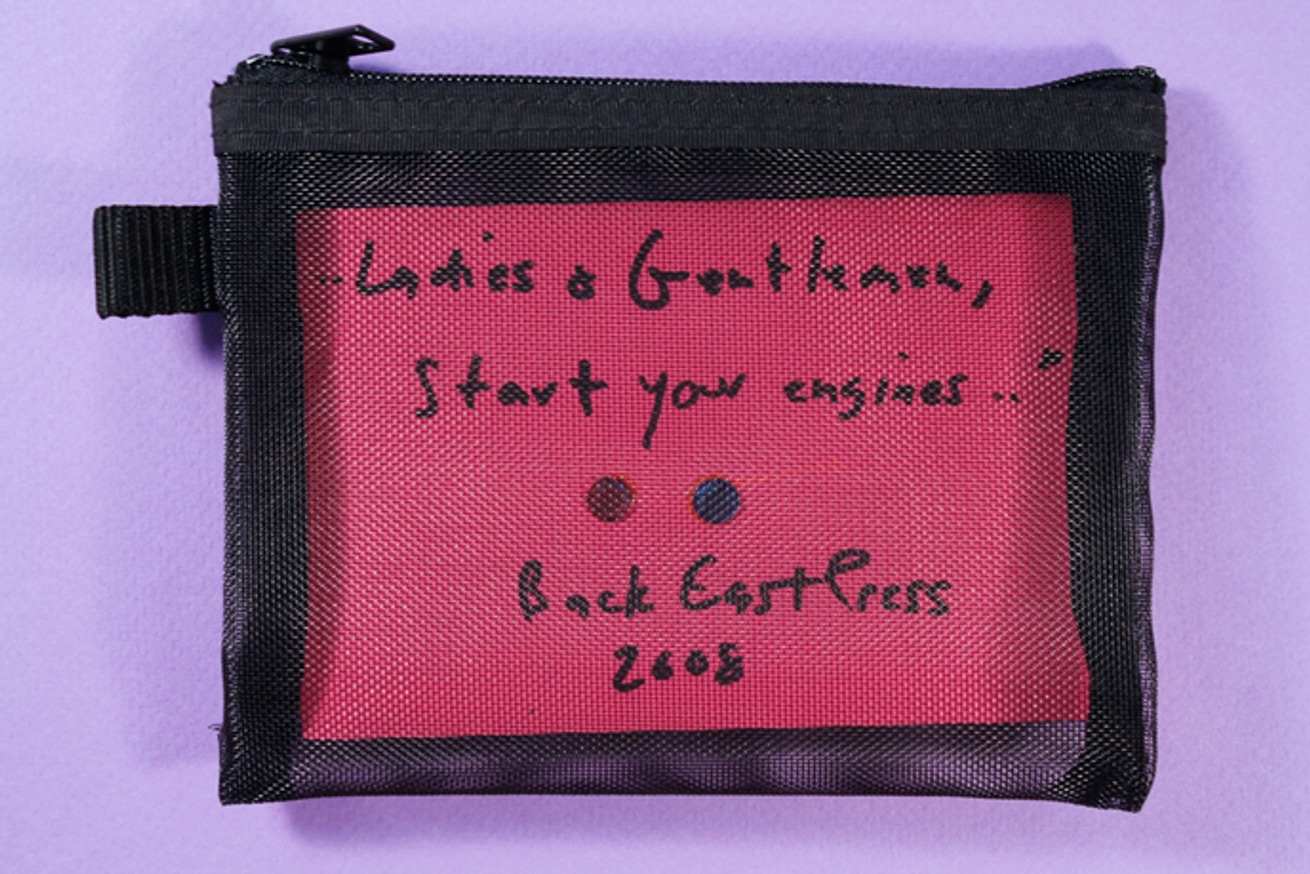 "Ladies & Gentlemen,
Start your engines..."
Back East Press
2008